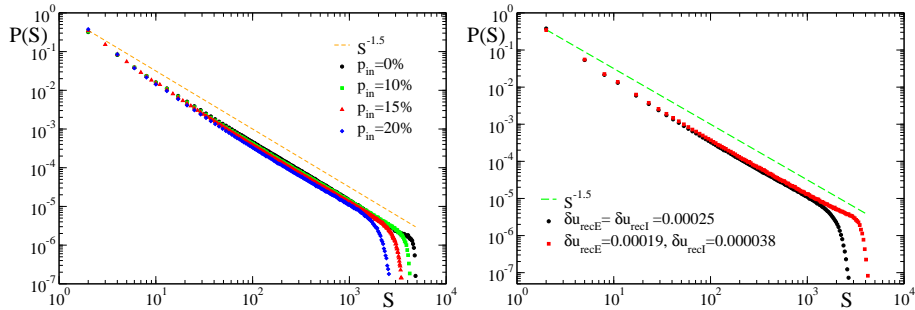 P(S)
10^0
10^-1
10^-2
10^-3
10^-4
10^-5
10^-6
10^-7
S^-1.5
p_in=0%
p_in=10%
p_in=15%
p_in=20%
10^0
10^1
10^2
10^3
S
10^4
P(S)
10^0
10^-1
10^-2
10^-3
10^-4
10^-5
10^-6
10^-7
S^-1.5
δu_recE= δu_recI=0.00025
δu_recE=0.00019, δu_recI=0.000038
10^0
10^1
10^2
10^3
S
10^4